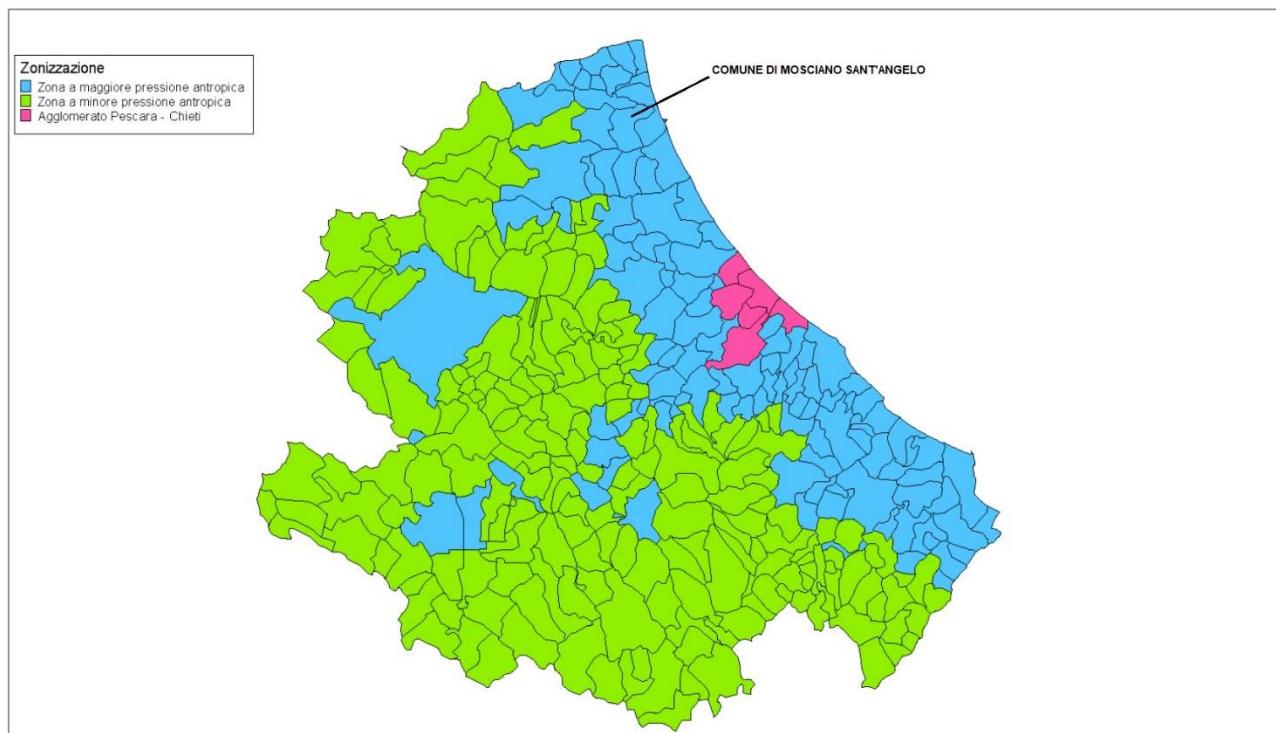 Zonizzazione
Zona a maggiore pressione antropica
Zona a minore pressione antropica
Agglomerato Pescara - Chieti
COMUNE DI MOSCIANO SANT'ANGELO